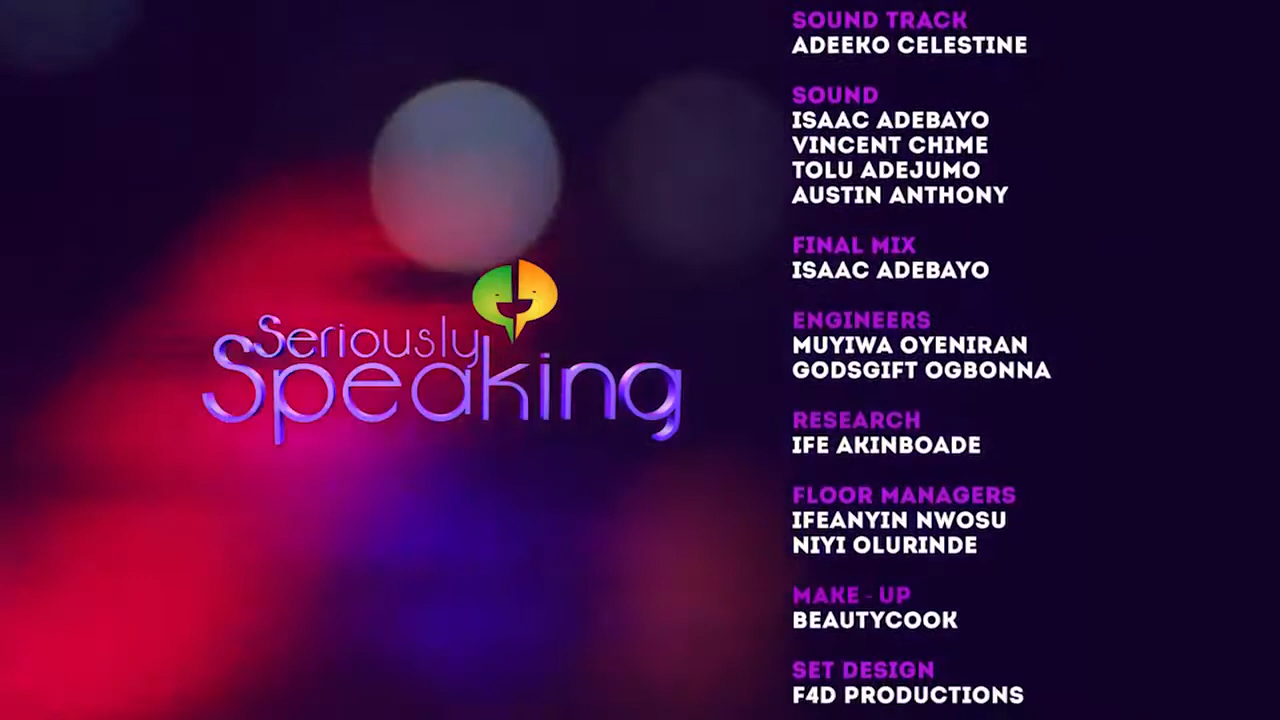 Seriously
Speaking
SOUND TRACK
ADEEKO CELESTINE
SOUND
ISAAC ADEBAYO
VINCENT CHIME
TOLU ADEJUMO
AUSTIN ANTHONY
FINAL MIX
ISAAC ADEBAYO
ENGINEERS
MUYIWA OYENIRAN
GODSGIFT OGBONNA
RESEARCH
IFE AKINBOADE
FLOOR MANAGERS
IFEANYIN NWOSU
NIYI OLURINDE
MAKE - UP
BEAUTYCOOK
SET DESIGN
F4D PRODUCTIONS